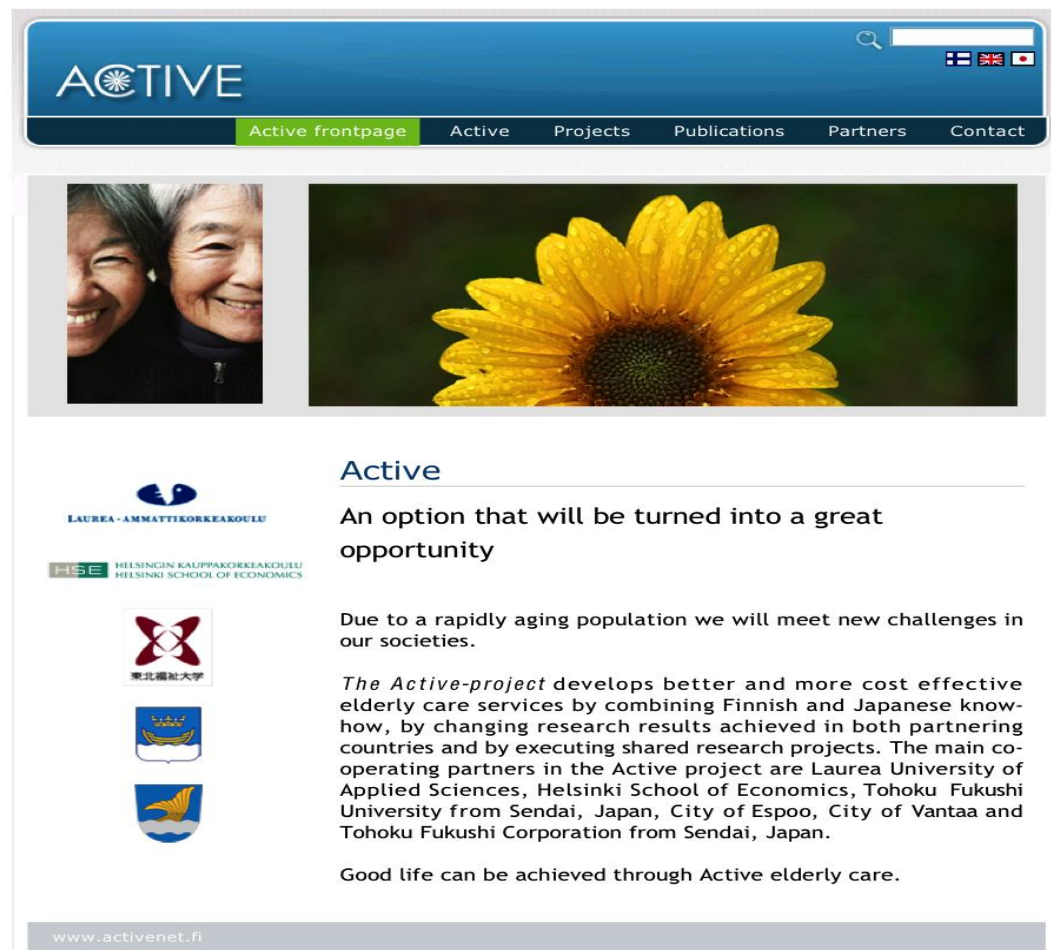 ACTIVE
Active frontpage Active Projects Publications Partners Contact
LAUREA-AMMATTIKORKEAKOULU
HSE HELSINGIN KAUPPAKORKEAKOULU
HELSINKI SCHOOL OF ECONOMICS
東北福祉大学
Active
An option that will be turned into a great
opportunity
Due to a rapidly aging population we will meet new challenges in
our societies.
The Active-project develops better and more cost effective
elderly care services by combining Finnish and Japanese know-
how, by changing research results achieved in both partnering
countries and by executing shared research projects. The main co-
operating partners in the Active project are Laurea University of
Applied Sciences, Helsinki School of Economics, Tohoku Fukushi
University from Sendai, Japan, City of Espoo, City of Vantaa and
Tohoku Fukushi Corporation from Sendai, Japan.
Good life can be achieved through Active elderly care.
www.activenet.fi